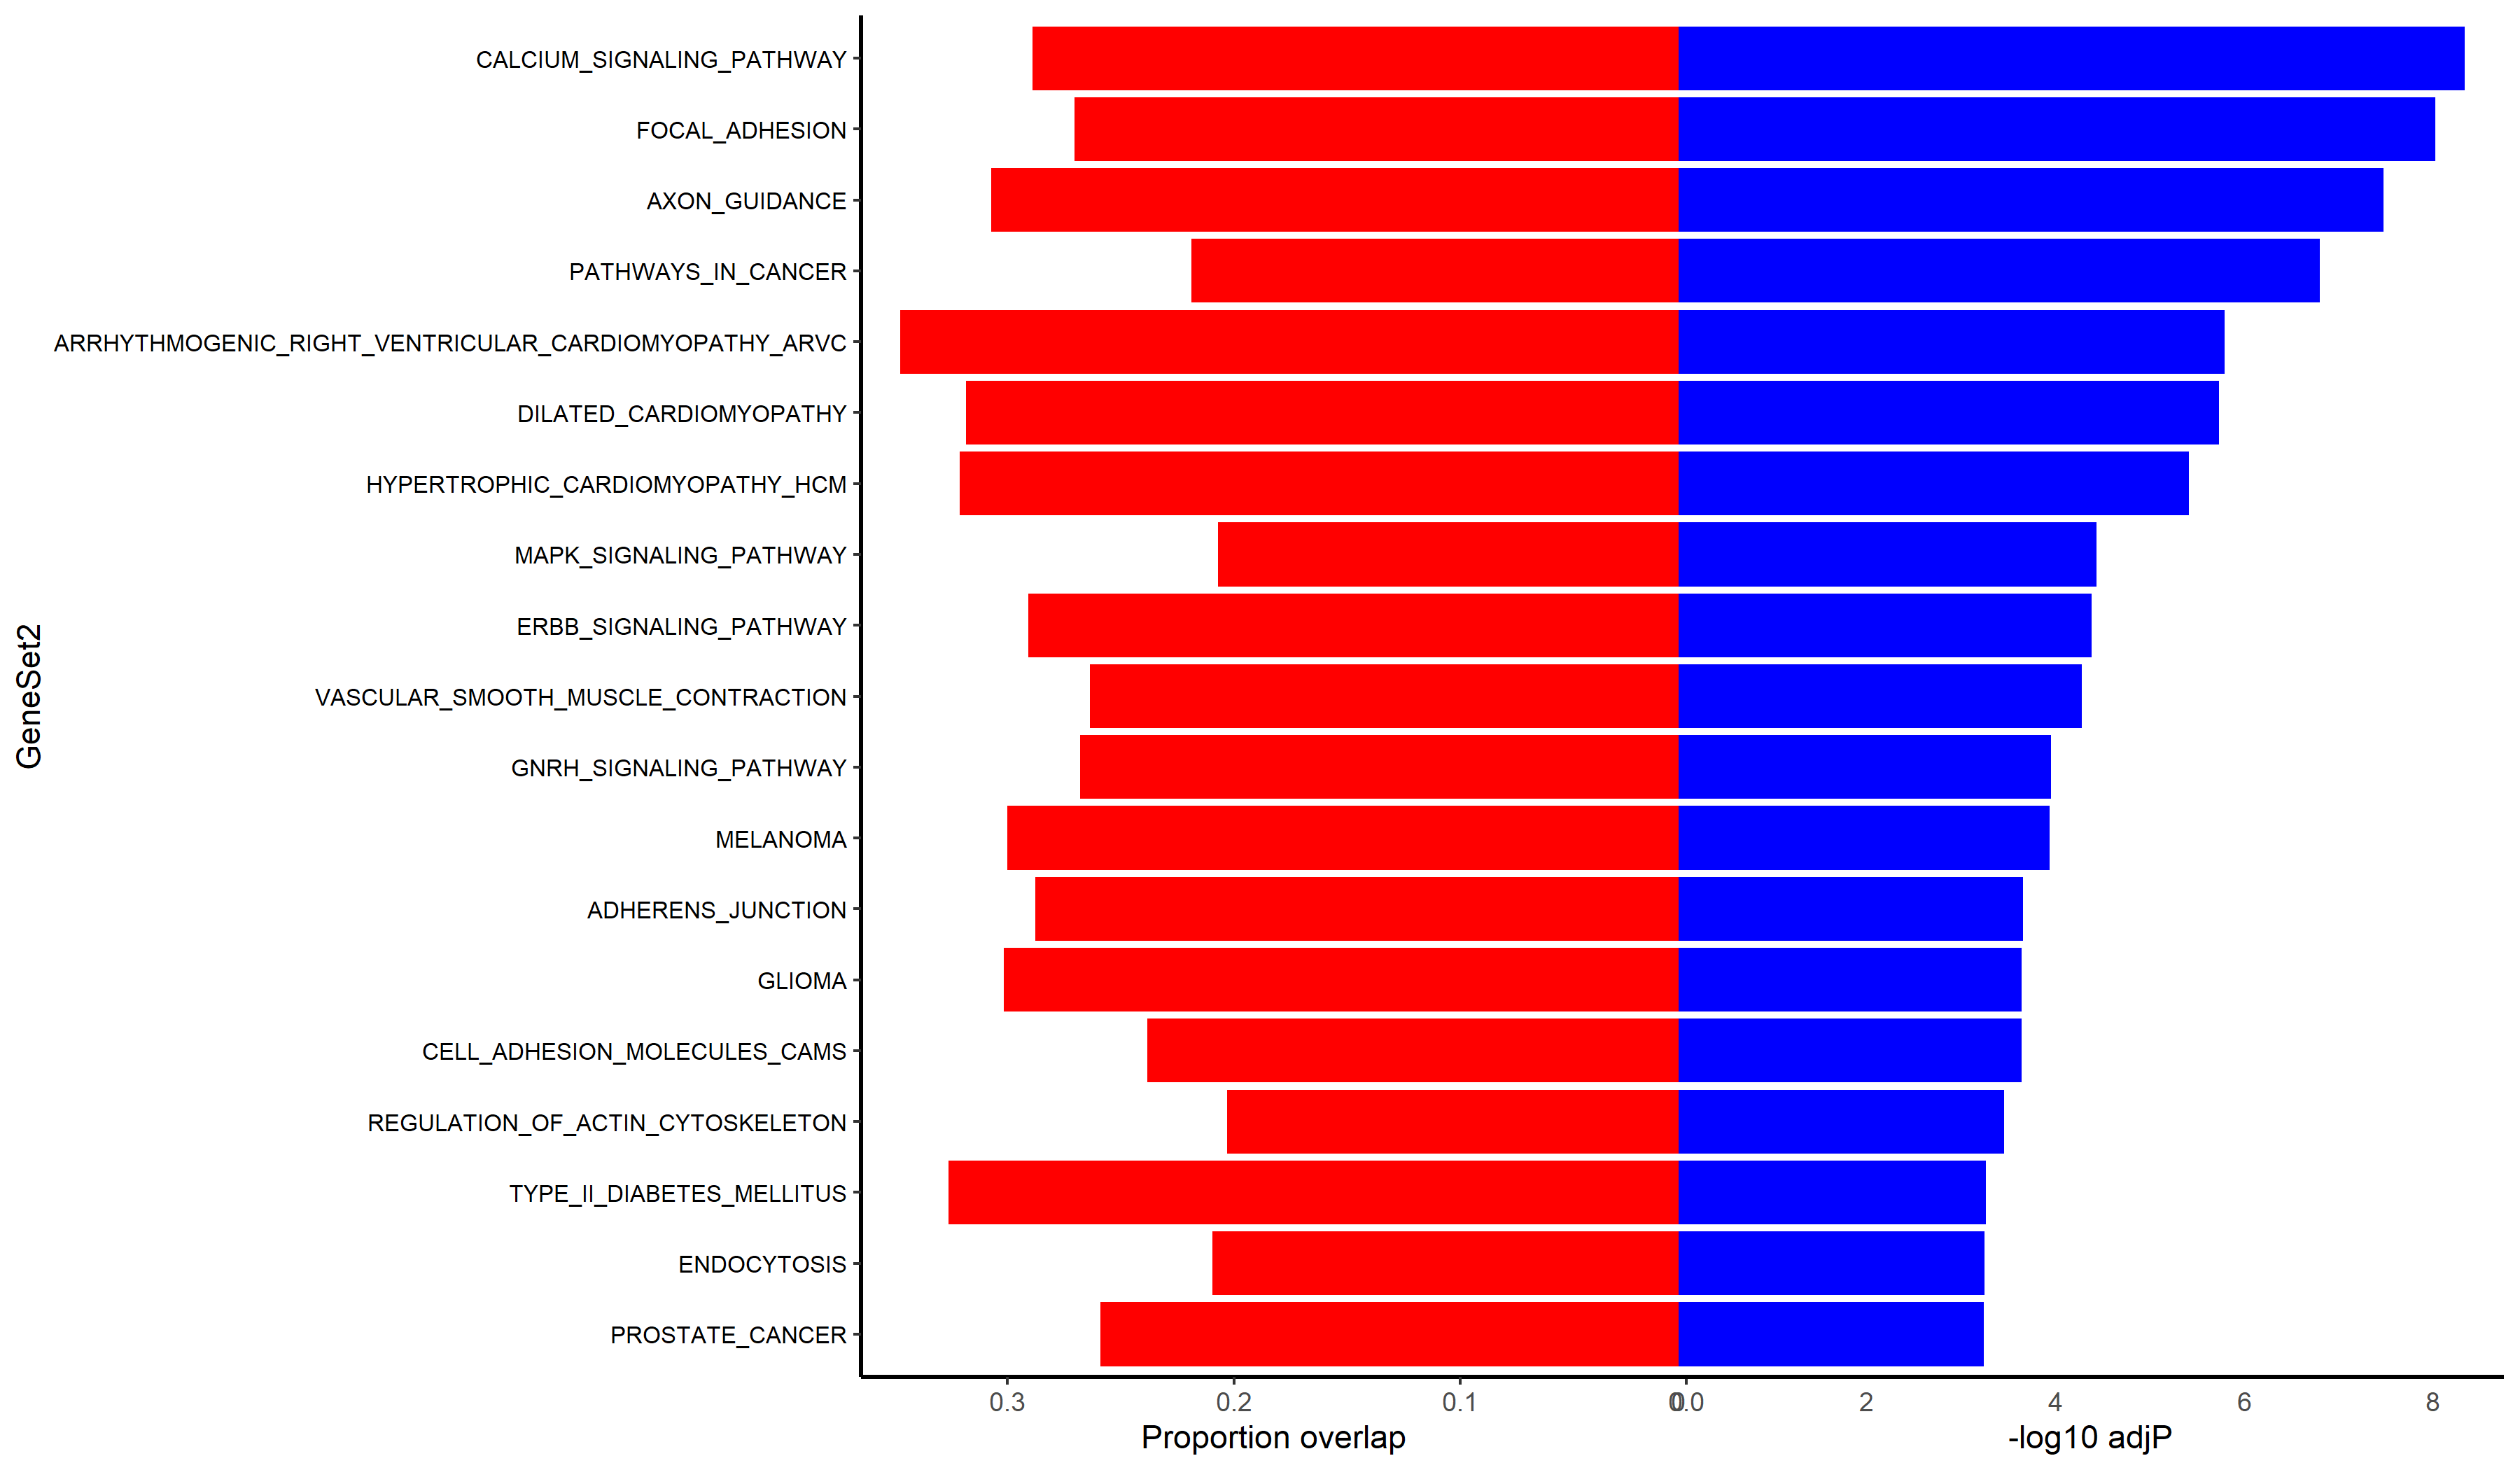 CALCIUM_SIGNALING_PATHWAY
FOCAL_ADHESION
AXON_GUIDANCE
PATHWAYS_IN_CANCER
ARRHYTHMOGENIC_RIGHT_VENTRICULAR_CARDIOMYOPATHY_ARVC
DILATED_CARDIOMYOPATHY
HYPERTROPHIC_CARDIOMYOPATHY_HCM
MAPK_SIGNALING_PATHWAY
ERBB_SIGNALING_PATHWAY
VASCULAR_SMOOTH_MUSCLE_CONTRACTION
GNRH_SIGNALING_PATHWAY
MELANOMA
ADHERENS_JUNCTION
GLIOMA
CELL_ADHESION_MOLECULES_CAMS
REGULATION_OF_ACTIN_CYTOSKELETON
TYPE_II_DIABETES_MELLITUS
ENDOCYTOSIS
PROSTATE_CANCER
GeneSet2
0.3 0.2 0.1 0.0 0 2 4 6 8
Proportion overlap -log10 adjP